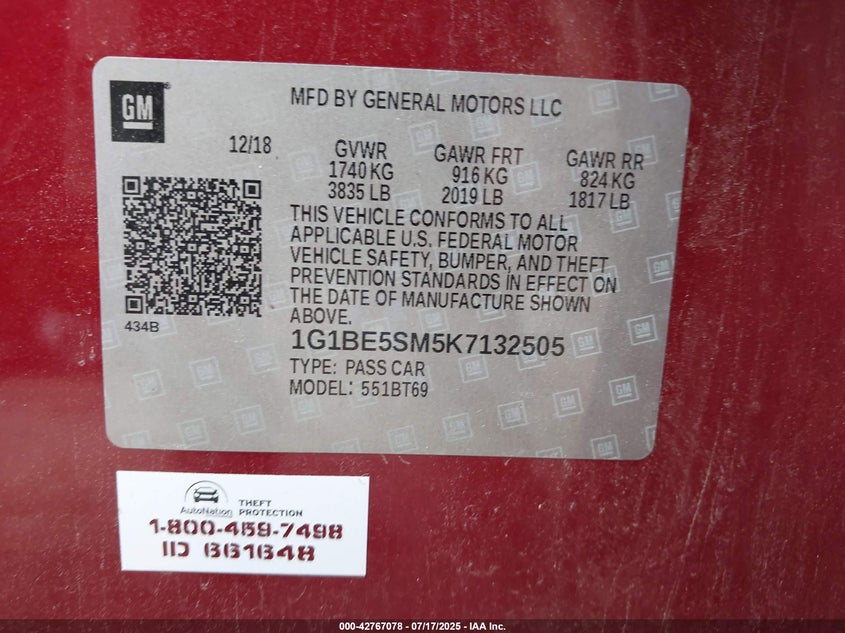 GM
MFD BY GENERAL MOTORS LLC
12/18
GVWR
1740 KG
3835 LB
GAWR FRT
916 KG
2019 LB
GAWR RR
824 KG
1817 LB
THIS VEHICLE CONFORMS TO ALL
APPLICABLE U.S. FEDERAL MOTOR
VEHICLE SAFETY, BUMPER, AND THEFT
PREVENTION STANDARDS IN EFFECT ON
THE DATE OF MANUFACTURE SHOWN
ABOVE.
434B
1G1BE5SM5K7132505
TYPE: PASS CAR
MODEL: 551BT69
AutoNation
THEFT
PROTECTION
1-800-459-7498
ID 661648
000-42767078 - 07/17/2025 - IAA Inc.